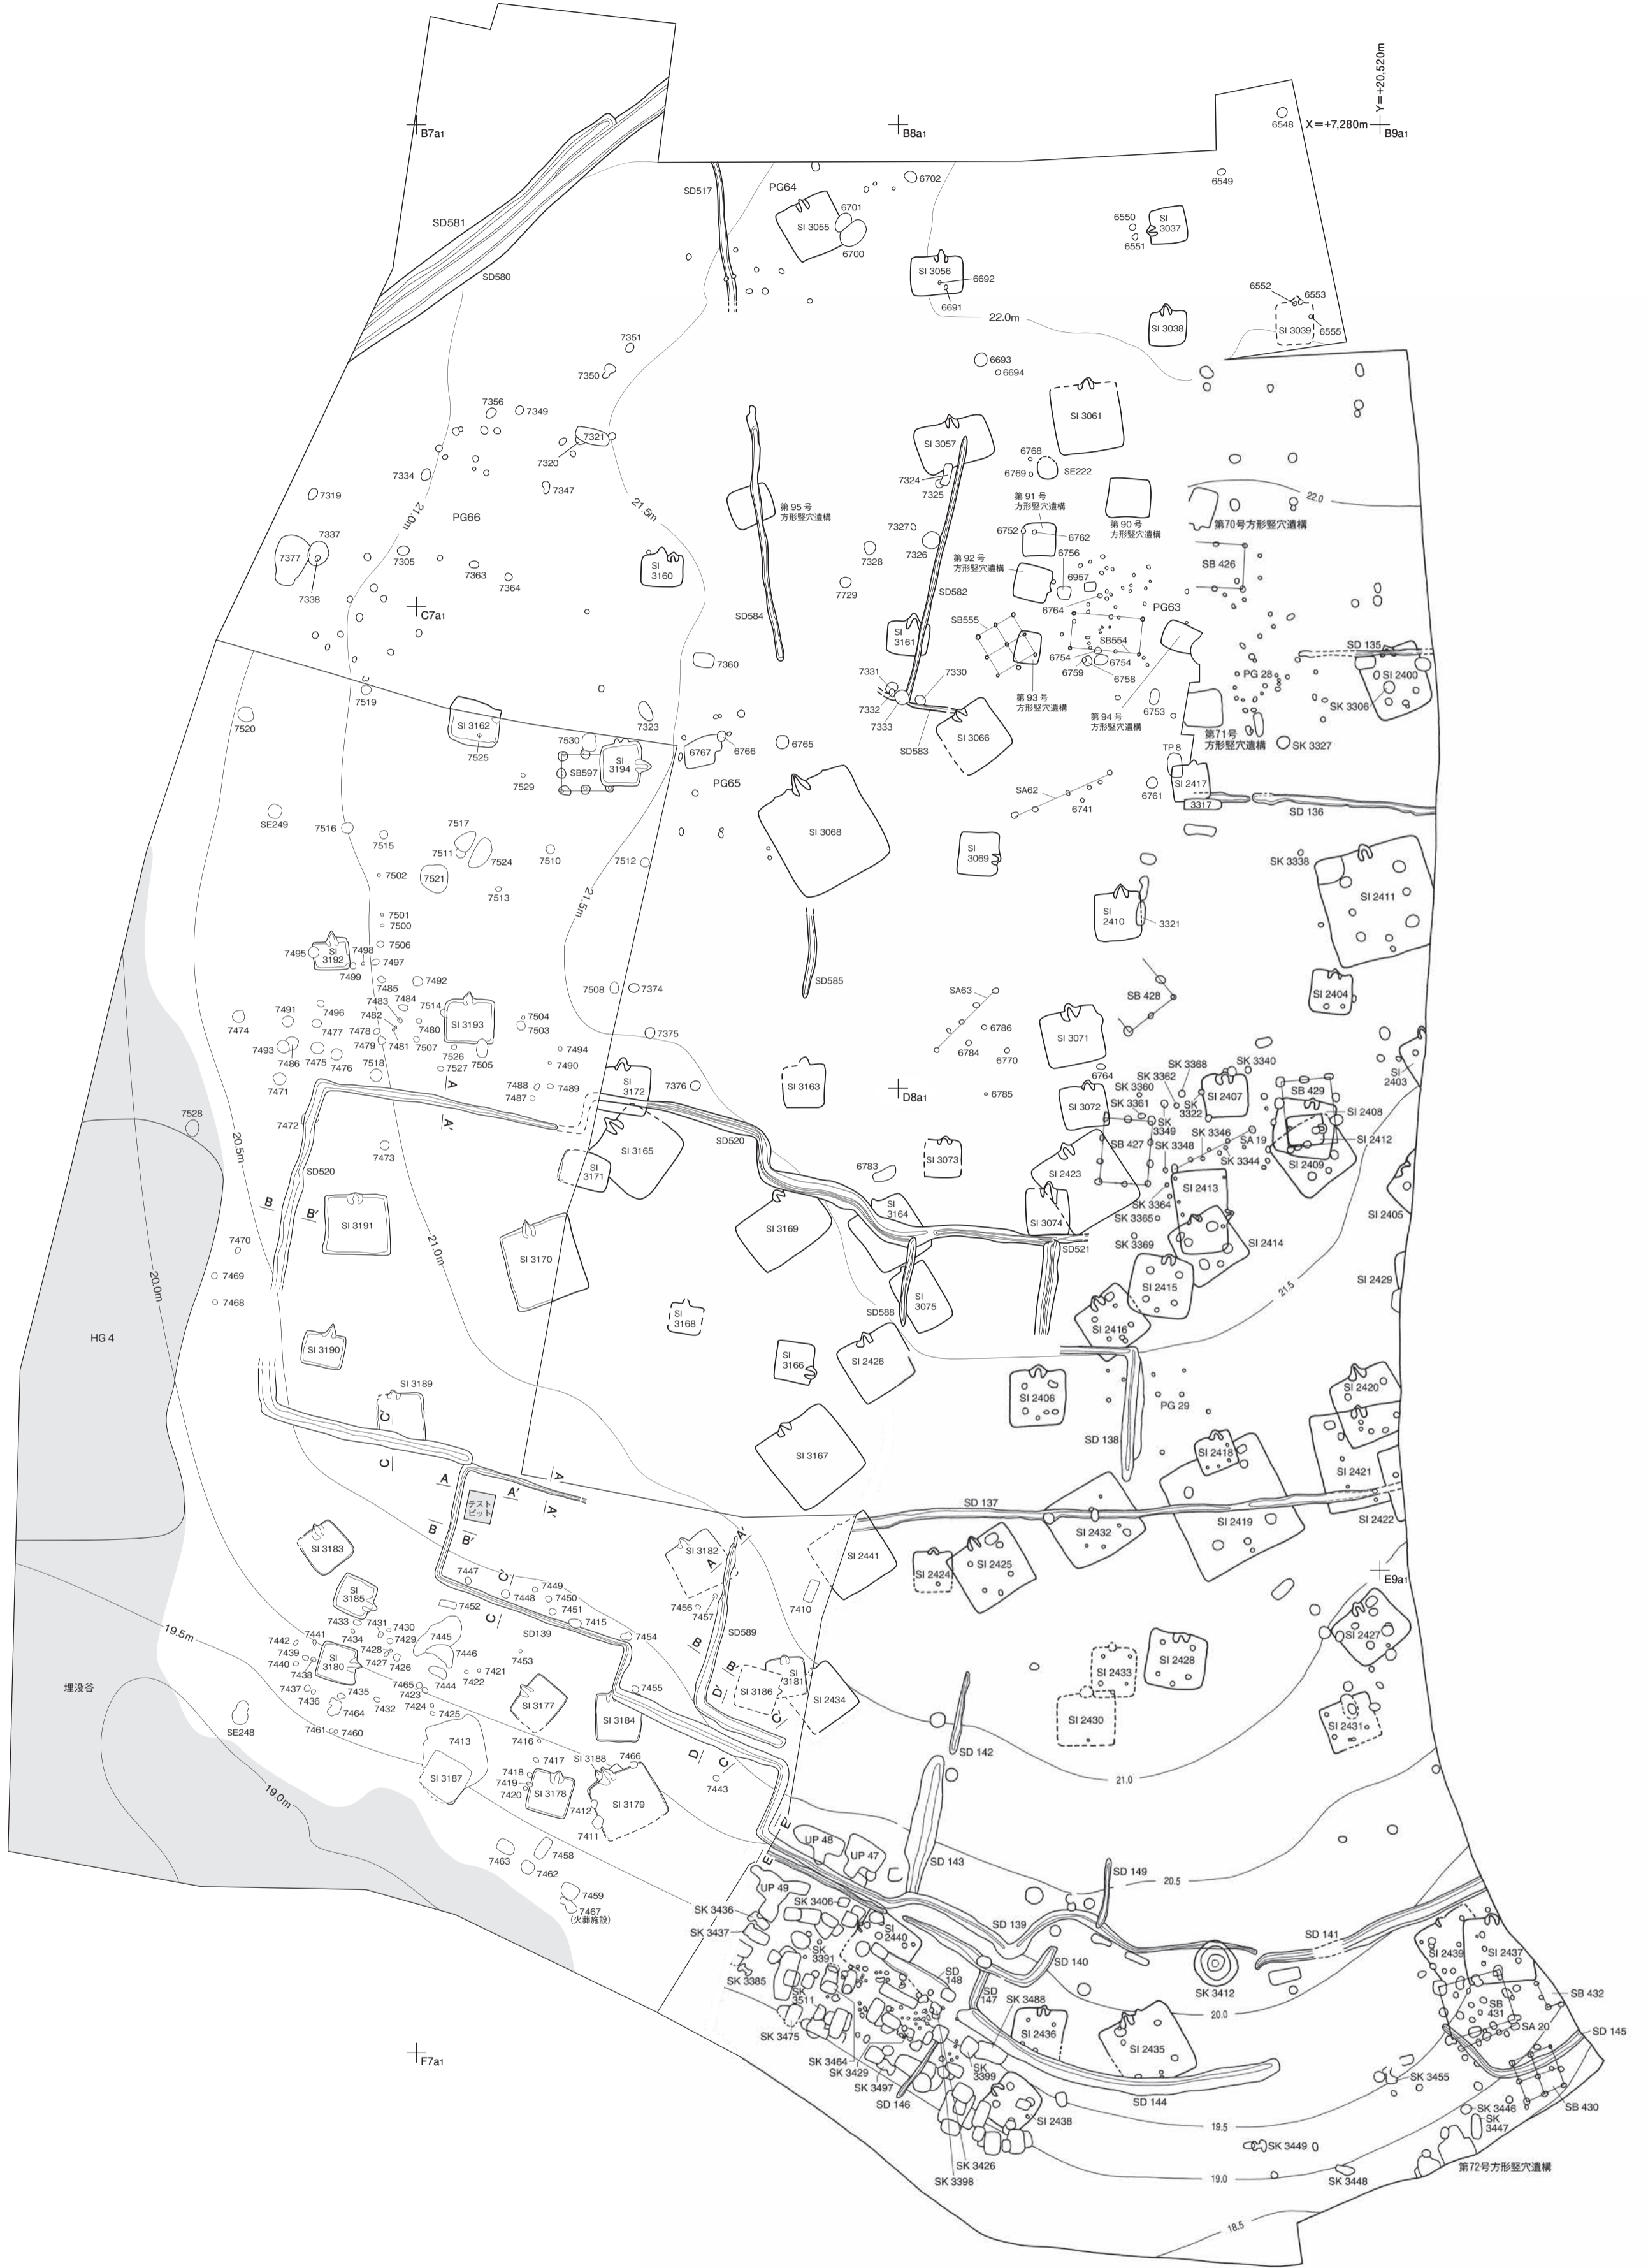 Y=+20,520m
X=+7,280m
B7a1
B8a1
B9a1
6548
6549
SD581
SD580
SD517
PG64
6702
6701
SI 3055
6700
6550
6551
SI
3037
SI 3056
6692
6691
22.0m
SI 3038
6552
6553
SI 3039
6555
7351
7350
6693
6694
7356
7349
7321
7320
7334
7319
7347
21.0m
PG66
21.5m
SI 3061
SI 3057
6768
6769
SE222
7324
7325
第 95 号
方形竪穴遺構
第 91 号
方形竪穴遺構
第 90 号
方形竪穴遺構
22.0
第70号方形竪穴遺構
7337
7377
7338
7305
7363
7364
SI
3160
7327
7326
7328
7729
6752
6762
6756
第 92 号
方形竪穴遺構
6957
6764
SB 426
C7a1
SD584
SD582
SI
3161
SB555
PG63
SB554
6754
6754
6759
6758
SD 135
SI 2400
PG 28
SK 3306
7360
7331
7330
7332
7333
SD583
第 93 号
方形竪穴遺構
第 94 号
方形竪穴遺構
6753
第71号
方形竪穴遺構
SK 3327
7519
7520
SI 3162
7525
7323
7530
SB597
SI
3194
7529
6767
6766
6765
PG65
SI 3066
TP 8
SI 2417
3317
SA62
6741
6761
SD 136
SE249
7516
7515
7517
7511
7524
7510
7512
7502
7521
7513
21.5m
SI 3068
SI
3069
SK 3338
SI 2411
SI
2410
3321
7501
7500
7506
7495
SI
3192
7498
7497
7499
7485
7492
7483
7484
7514
7508
7374
SD585
SA63
SB 428
SI 2404
7474
7491
7496
7477
7482
7478
7480
SI 3193
7504
7503
7493
7486
7475
7476
7479
7481
7507
7526
7505
7518
7527
7494
7490
7375
6786
6784
6770
SI 3071
7471
A
7488
7489
7487
SI
3172
7376
SI 3163
D8a1
6785
6764
SI
2403
SK 3368
SK 3340
SK 3362
SK 3360
SK 3361
SI 2407
SB 429
SI 3072
SK
3322
SK
3349
SI 2408
7528
7472
A'
20.5m
7473
SD520
SD520
SI 3165
SI
3171
SB 427
SK 3348
SK 3346
SA 19
SI 2412
SK 3344
SI 2409
SI 3073
6783
SI 2423
SI 2413
SI 2405
B
B'
SI 3191
SI 3169
SI
3164
SI 3074
SK 3364
SK 3365
SK 3369
SI 2414
7470
7469
7468
20.0m
21.0m
SI 3170
SD521
SI 2415
SI 2429
21.5
SI
3168
SD588
SI
3075
SI 2416
HG 4
SI 3190
SI
3166
SI 2426
SI 3189
C'
SI 2406
PG 29
SI 2420
SD 138
C
SI 3167
SI 2418
SI 2421
A
A'
A
A'
テスト
ピット
B
B'
SD 137
SI 2432
SI 2419
SI 2422
SI 3183
SI 3182
A'
A
SI 2441
SI 2424
SI 2425
E9a1
C'
7447
7449
7448
7450
7451
7415
C
7452
SI
3185
7456
7457
7410
19.5m
7433
7431
7430
7434
7429
7428
7442
7441
7439
7440
7438
SI
3180
7427
7426
7445
7446
SD139
7454
SD589
B
B'
7453
SI 2427
SI 2433
SI 2428
7437
7436
7435
7464
7432
7465
7423
7424
7425
7444
7421
7422
SI 3177
7455
D'
SI
3181
SI 3186
C'
SI 2434
SI 2430
SI 2431
埋没谷
SE248
7461
7460
7413
SI 3184
7416
D
C
SD 142
SI 3187
7417
SI 3188
7466
7418
7419
7420
SI 3178
7412
SI 3179
7443
7411
21.0
19.0m
E'
UP 48
UP 47
E
7463
7458
7462
7459
7467
(火葬施設)
SD 143
SD 149
20.5
UP 49
SK 3406
SK 3436
SK 3437
SI
2440
SD 139
SD 141
SK
3391
SD
148
SD 140
SI 2439
SI 2437
SK 3385
SK
3511
SD
147
SK 3488
SK 3412
20.0
SB 432
SB
431
SK 3475
SI 2436
SI 2435
SA 20
SD 145
F7a1
SK 3464
SK 3429
SK 3497
SK
3399
SD 146
SI 2438
SD 144
SK 3455
SK 3446
SK
3447
SB 430
19.5
SK 3426
SK 3398
SK 3449
19.0
SK 3448
第72号方形竪穴遺構
18.5